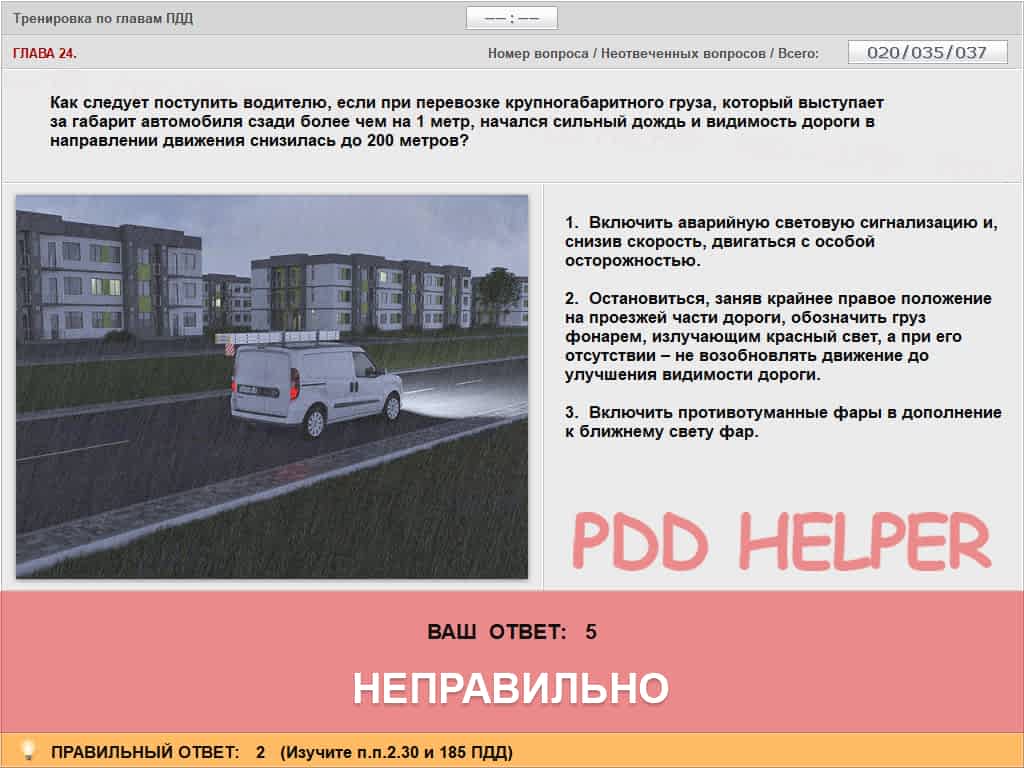 Тренировка по главам ПДД
−− : −−
ГЛАВА 24.
Номер вопроса / Неотвеченных вопросов / Всего:
020/035/037
Как следует поступить водителю, если при перевозке крупногабаритного груза, который выступает
за габарит автомобиля сзади более чем на 1 метр, начался сильный дождь и видимость дороги в
направлении движения снизилась до 200 метров?
1. Включить аварийную световую сигнализацию и,
снизив скорость, двигаться с особой
осторожностью.
2. Остановиться, заняв крайнее правое положение
на проезжей части дороги, обозначить груз
фонарем, излучающим красный свет, а при его
отсутствии – не возобновлять движение до
улучшения видимости дороги.
3. Включить противотуманные фары в дополнение
к ближнему свету фар.
PDD HELPER
ВАШ ОТВЕТ: 5
НЕПРАВИЛЬНО
ПРАВИЛЬНЫЙ ОТВЕТ: 2 (Изучите п.п.2.30 и 185 ПДД)